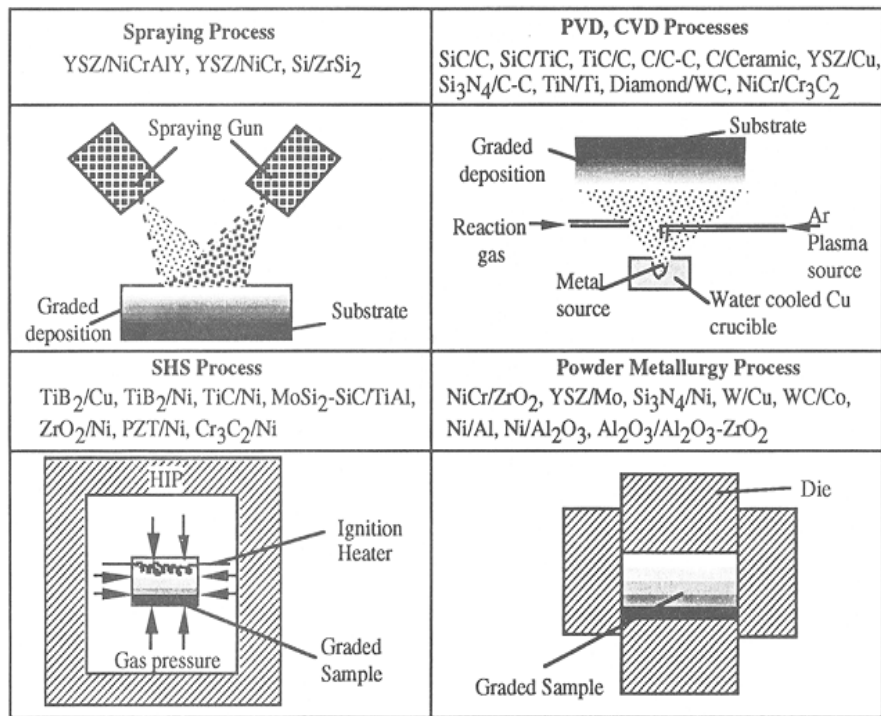 Spraying Process
YSZ/NiCrAlY, YSZ/NiCr, Si/ZrSi2
Spraying Gun
Graded
deposition
Substrate
PVD, CVD Processes
SiC/C, SiC/TiC, TiC/C, C/C-C, C/Ceramic, YSZ/Cu,
Si3N4/C-C, TiN/Ti, Diamond/WC, NiCr/Cr3C2
Substrate
Graded
deposition
Reaction
gas
Ar
Plasma
source
Metal
source
Water cooled Cu
crucible
SHS Process
TiB2/Cu, TiB2/Ni, TiC/Ni, MoSi2-SiC/TiAl,
ZrO2/Ni, PZT/Ni, Cr3C2/Ni
HIP
Ignition
Heater
Gas pressure
Graded
Sample
Powder Metallurgy Process
NiCr/ZrO2, YSZ/Mo, Si3N4/Ni, W/Cu, WC/Co,
Ni/Al, Ni/Al2O3, Al2O3/Al2O3-ZrO2
Die
Graded Sample